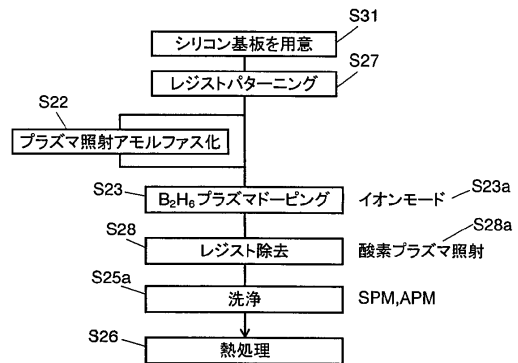 S31
シリコン基板を用意
S27
レジストパターニング
S22
プラズマ照射アモルファス化
S23
B₂H₆プラズマドーピング
イオンモード
S23a
S28
レジスト除去
酸素プラズマ照射
S28a
S25a
洗浄
SPM,APM
S26
熱処理